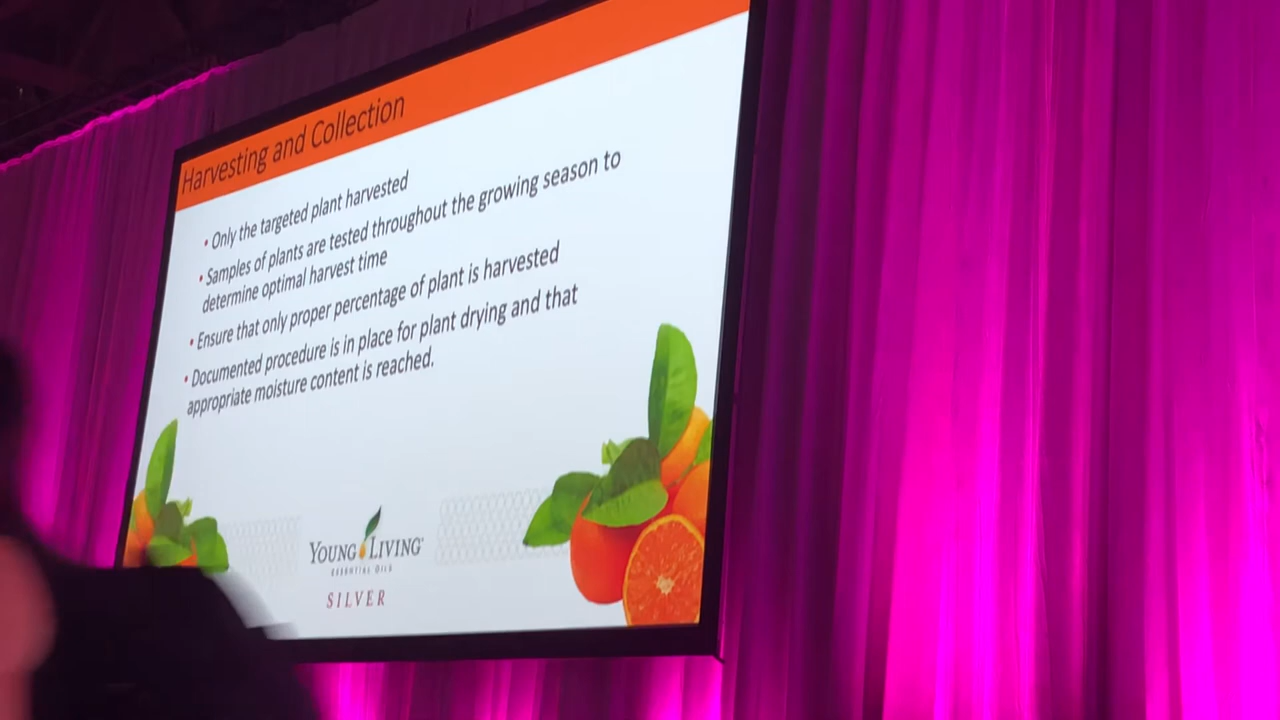 Harvesting and Collection
• Only the targeted plant harvested
• Samples of plants are tested throughout the growing season to
determine optimal harvest time
• Ensure that only proper percentage of plant is harvested
• Documented procedure is in place for plant drying and that
appropriate moisture content is reached.
YOUNG LIVING
ESSENTIAL OILS
SILVER